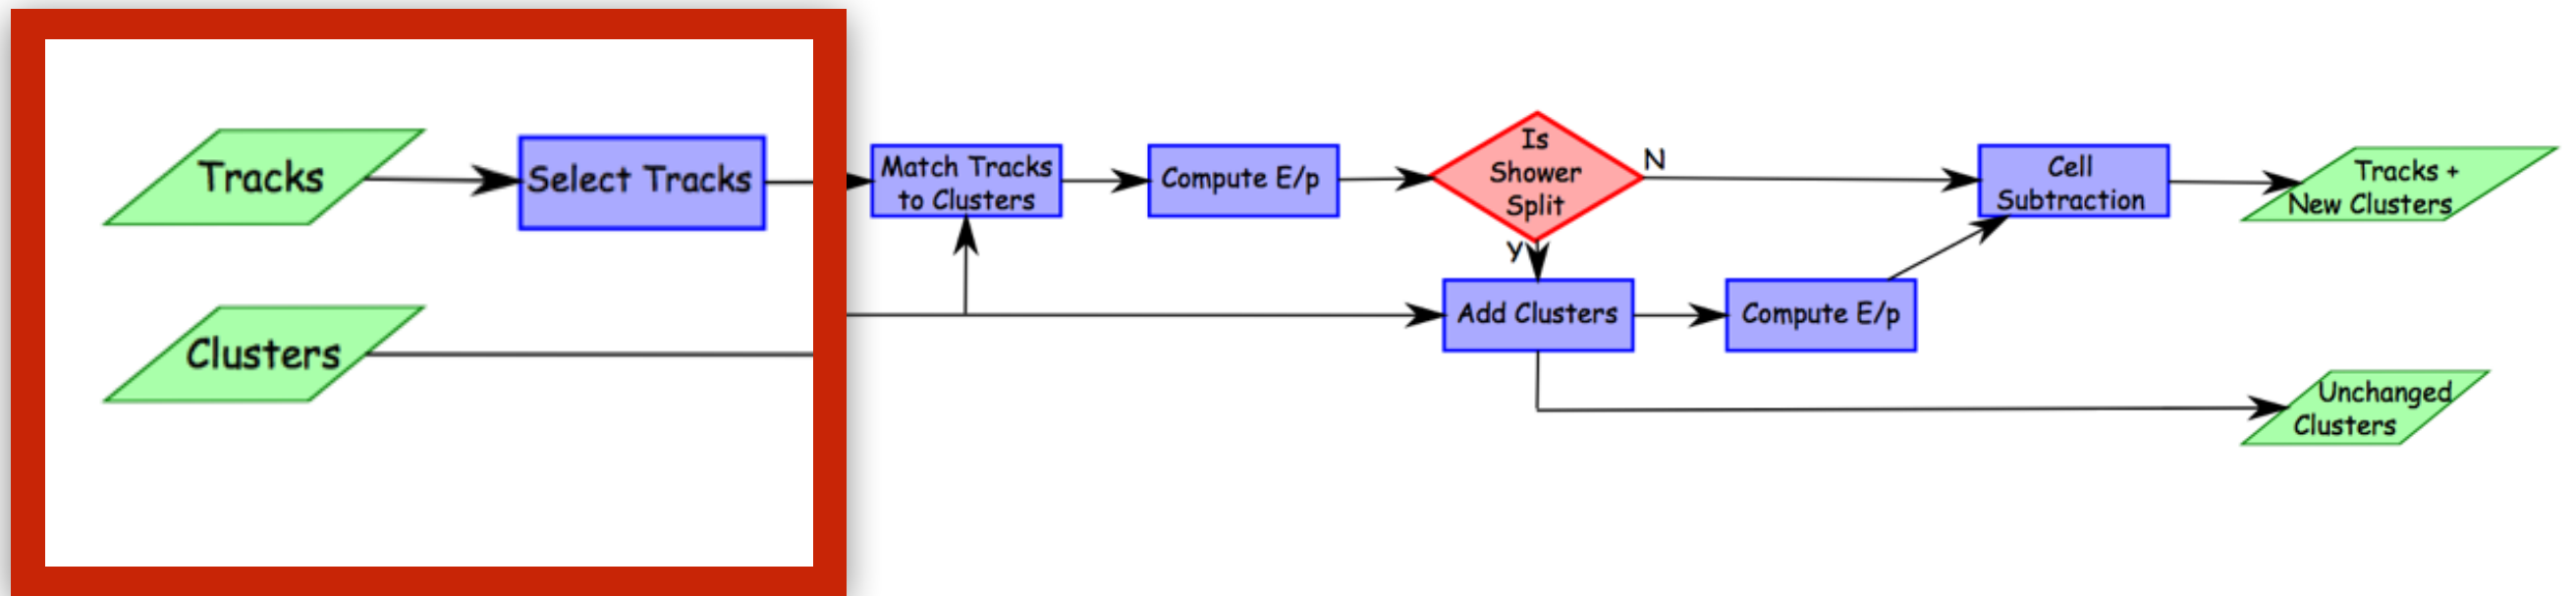 Tracks
Select Tracks
Match Tracks
to Clusters
Compute E/p
Is
Shower
Split
N
Y
Cell
Subtraction
Tracks +
New Clusters
Clusters
Add Clusters
Compute E/p
Unchanged
Clusters